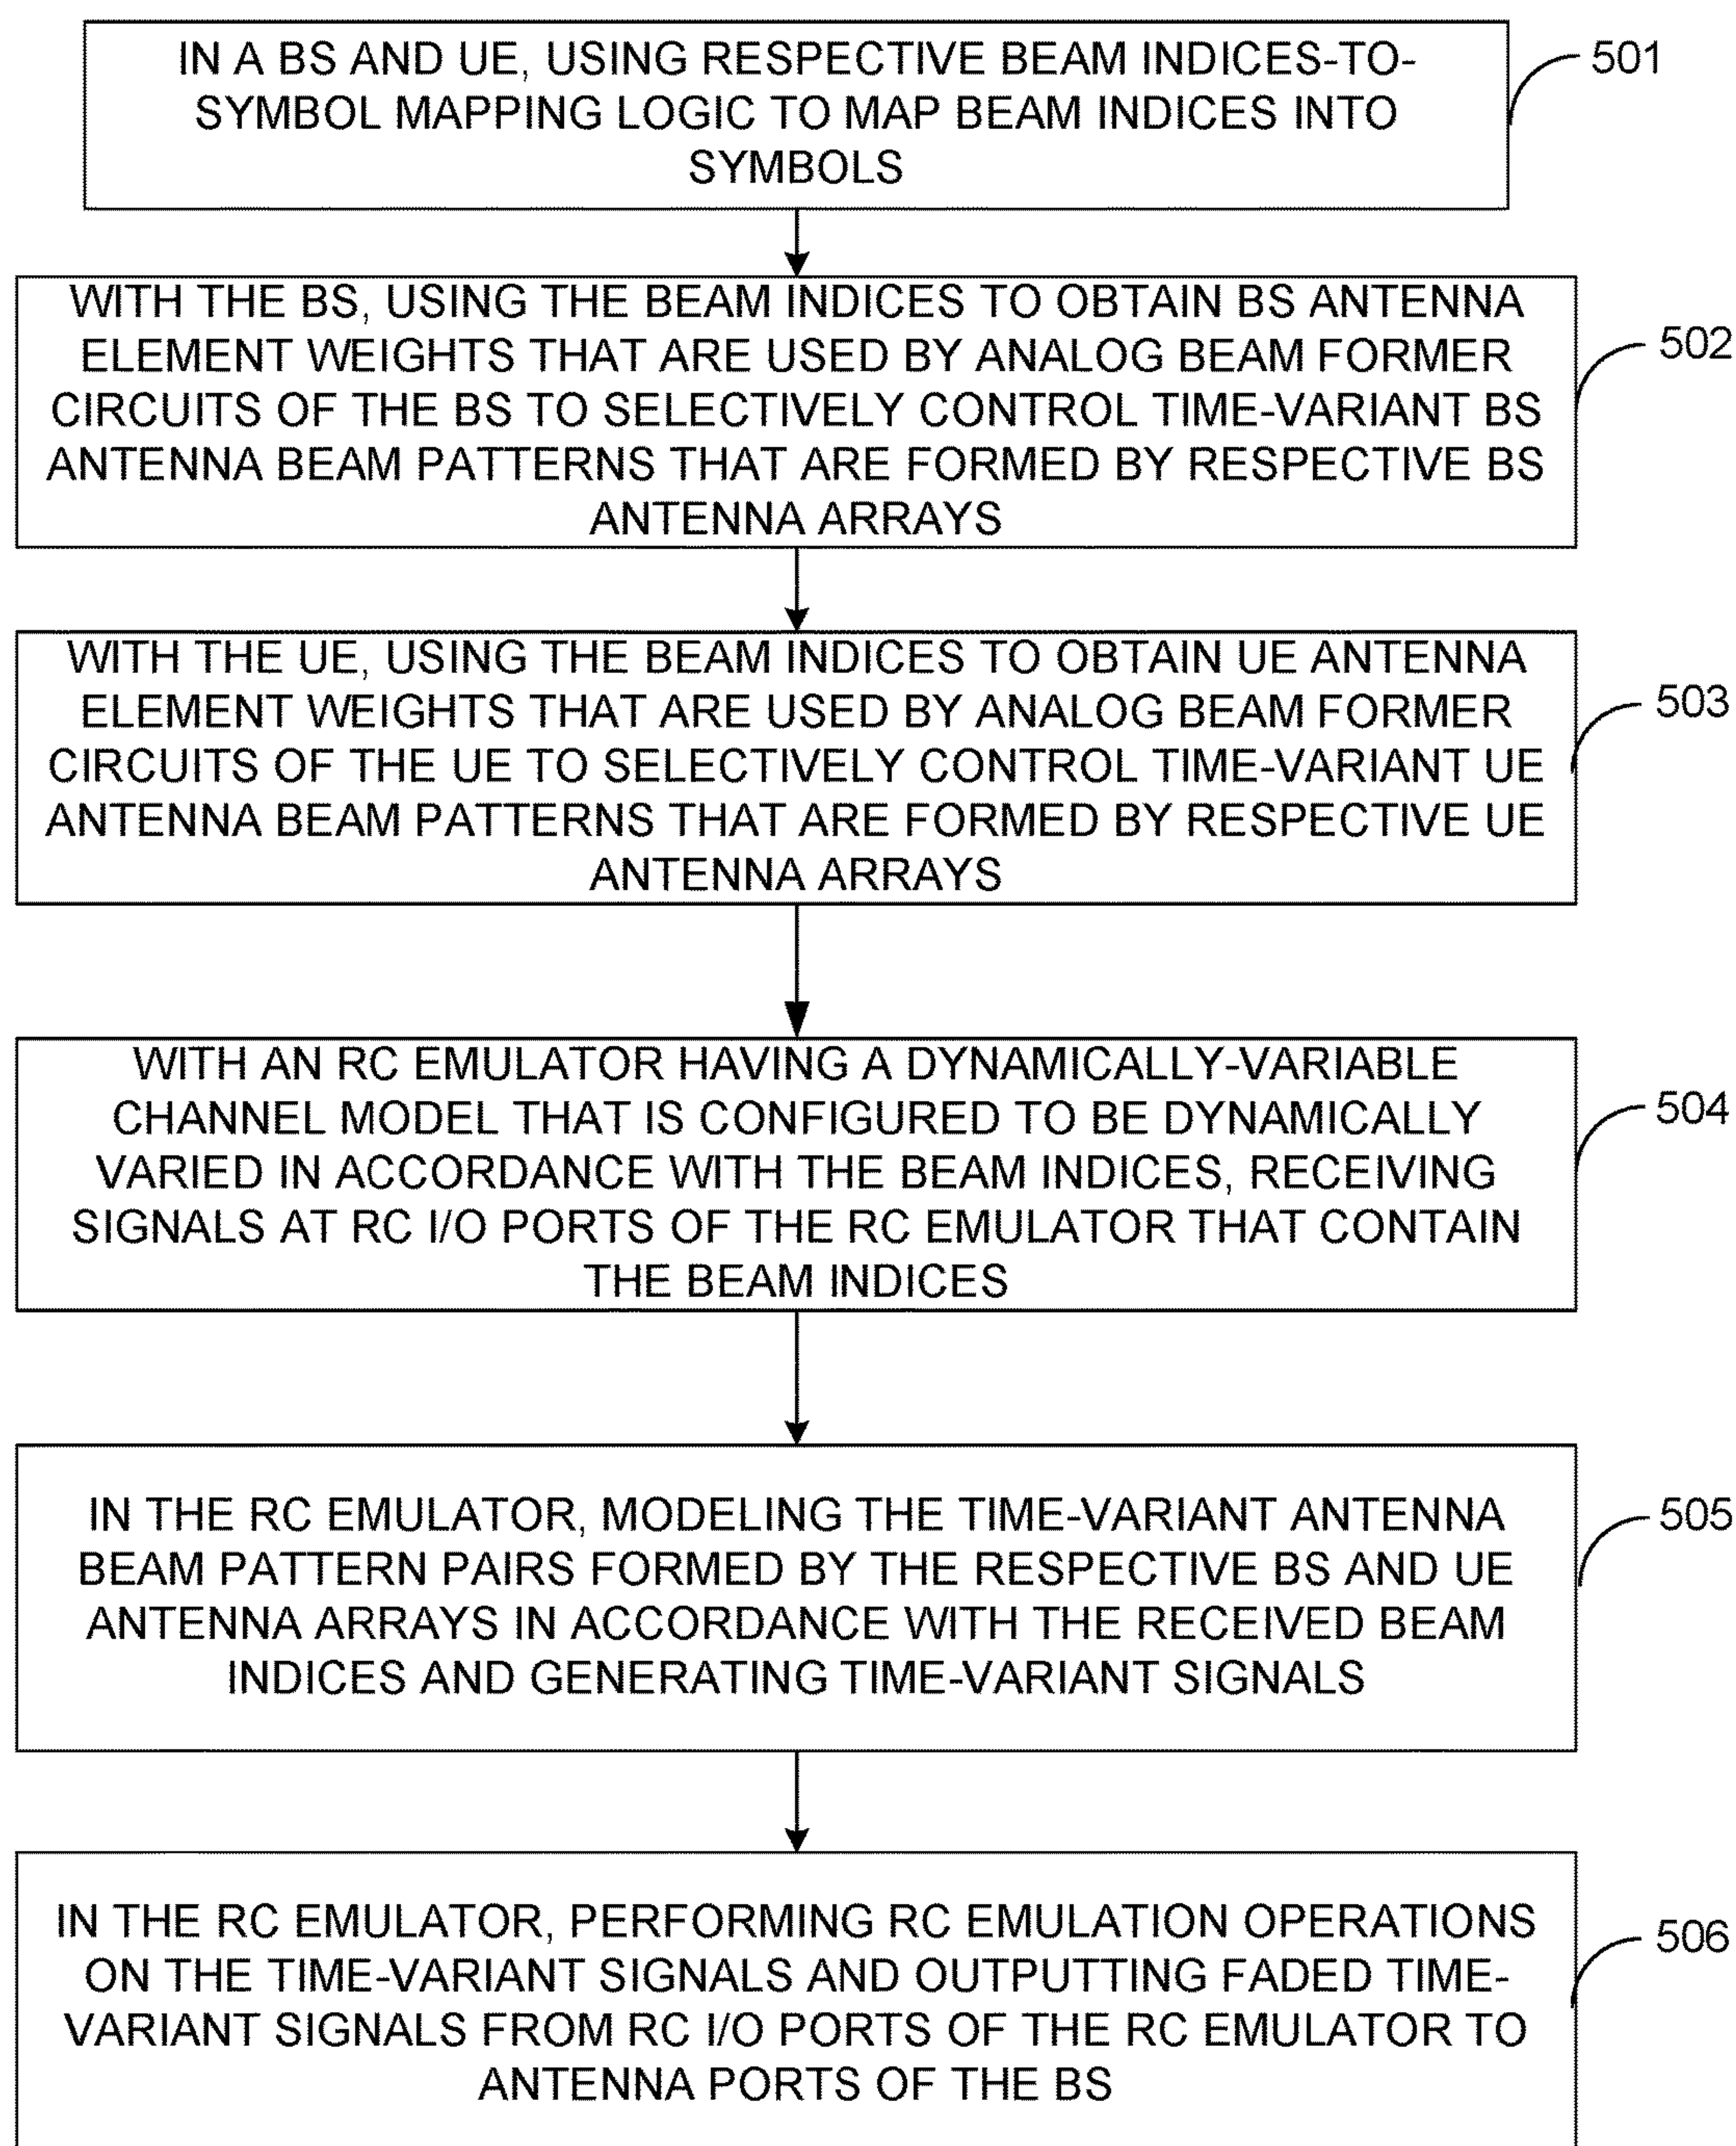 IN A BS AND UE, USING RESPECTIVE BEAM INDICES-TO-
SYMBOL MAPPING LOGIC TO MAP BEAM INDICES INTO
SYMBOLS
501
WITH THE BS, USING THE BEAM INDICES TO OBTAIN BS ANTENNA
ELEMENT WEIGHTS THAT ARE USED BY ANALOG BEAM FORMER
CIRCUITS OF THE BS TO SELECTIVELY CONTROL TIME-VARIANT BS
ANTENNA BEAM PATTERNS THAT ARE FORMED BY RESPECTIVE BS
ANTENNA ARRAYS
502
WITH THE UE, USING THE BEAM INDICES TO OBTAIN UE ANTENNA
ELEMENT WEIGHTS THAT ARE USED BY ANALOG BEAM FORMER
CIRCUITS OF THE UE TO SELECTIVELY CONTROL TIME-VARIANT UE
ANTENNA BEAM PATTERNS THAT ARE FORMED BY RESPECTIVE UE
ANTENNA ARRAYS
503
WITH AN RC EMULATOR HAVING A DYNAMICALLY-VARIABLE
CHANNEL MODEL THAT IS CONFIGURED TO BE DYNAMICALLY
VARIED IN ACCORDANCE WITH THE BEAM INDICES, RECEIVING
SIGNALS AT RC I/O PORTS OF THE RC EMULATOR THAT CONTAIN
THE BEAM INDICES
504
IN THE RC EMULATOR, MODELING THE TIME-VARIANT ANTENNA
BEAM PATTERN PAIRS FORMED BY THE RESPECTIVE BS AND UE
ANTENNA ARRAYS IN ACCORDANCE WITH THE RECEIVED BEAM
INDICES AND GENERATING TIME-VARIANT SIGNALS
505
IN THE RC EMULATOR, PERFORMING RC EMULATION OPERATIONS
ON THE TIME-VARIANT SIGNALS AND OUTPUTTING FADED TIME-
VARIANT SIGNALS FROM RC I/O PORTS OF THE RC EMULATOR TO
ANTENNA PORTS OF THE BS
506